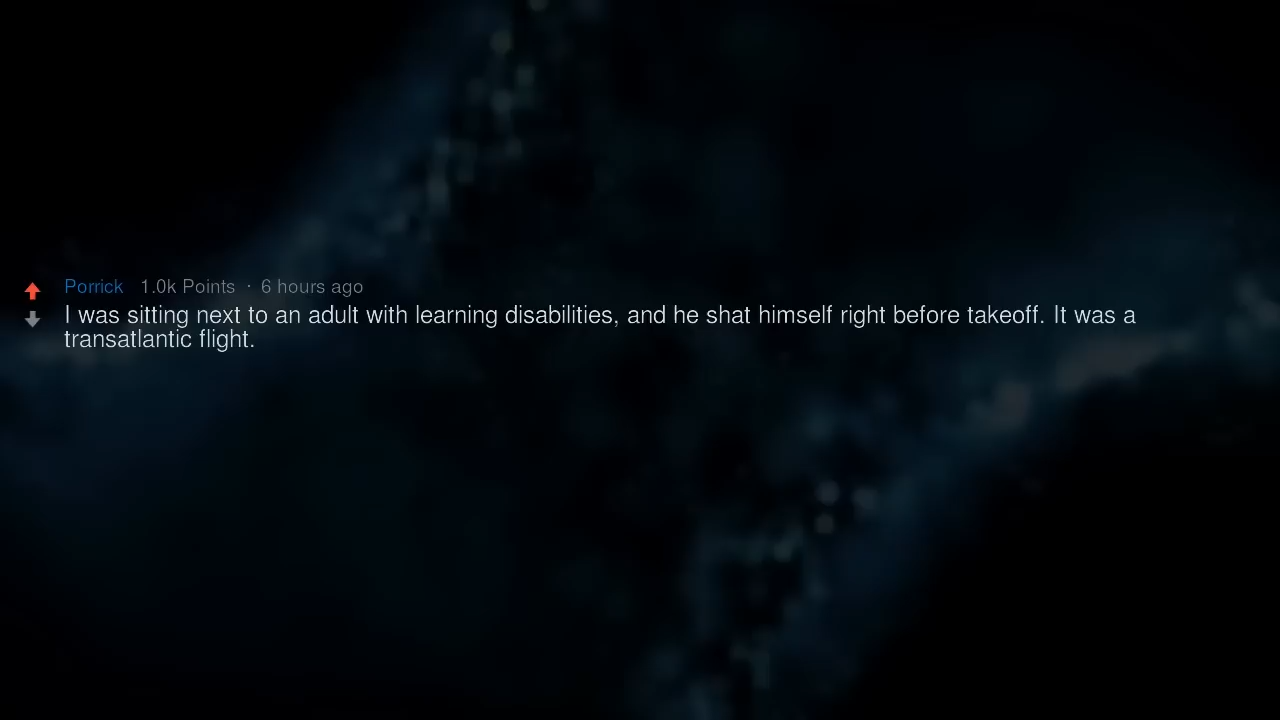 Porrick 1.0k Points · 6 hours ago
I was sitting next to an adult with learning disabilities, and he shat himself right before takeoff. It was a
transatlantic flight.